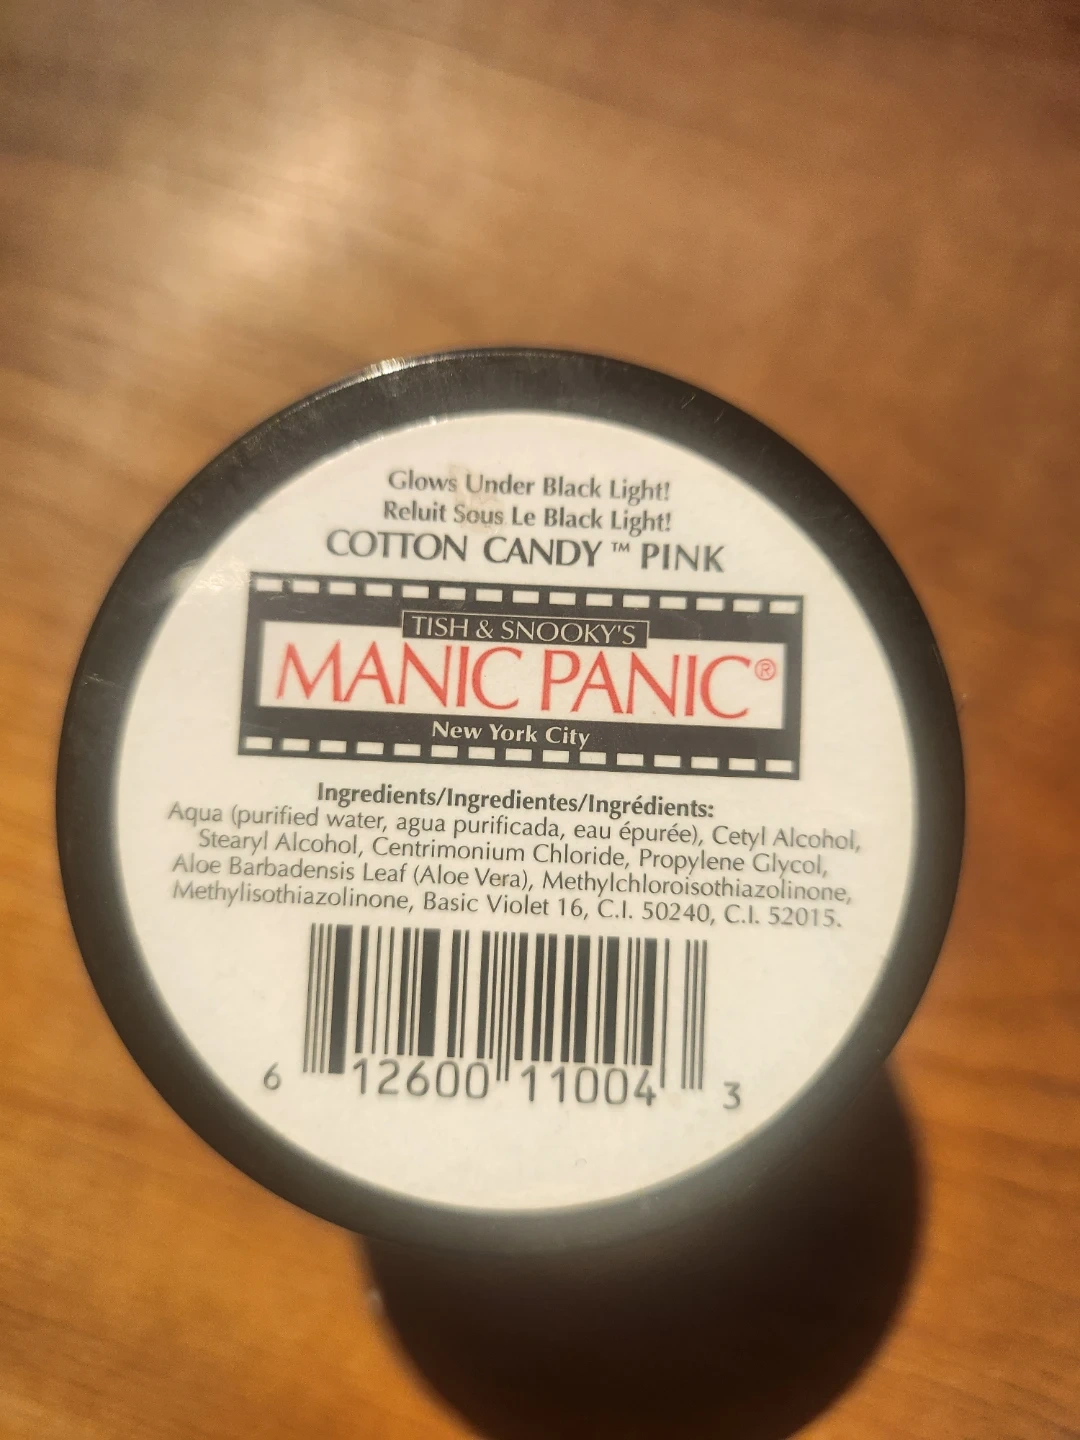 Glows Under Black Light!
Reluit Sous Le Black Light!
COTTON CANDY™ PINK
TISH & SNOOKY'S
MANIC PANIC®
New York City
Ingredients/Ingredientes/Ingrédients:
Aqua (purified water, agua purificada, eau épurée), Cetyl Alcohol,
Stearyl Alcohol, Centrimonium Chloride, Propylene Glycol,
Aloe Barbadensis Leaf (Aloe Vera), Methylchloroisothiazolinone,
Methylisothiazolinone, Basic Violet 16, C.I. 50240, C.I. 52015.
6 12600 11004 3